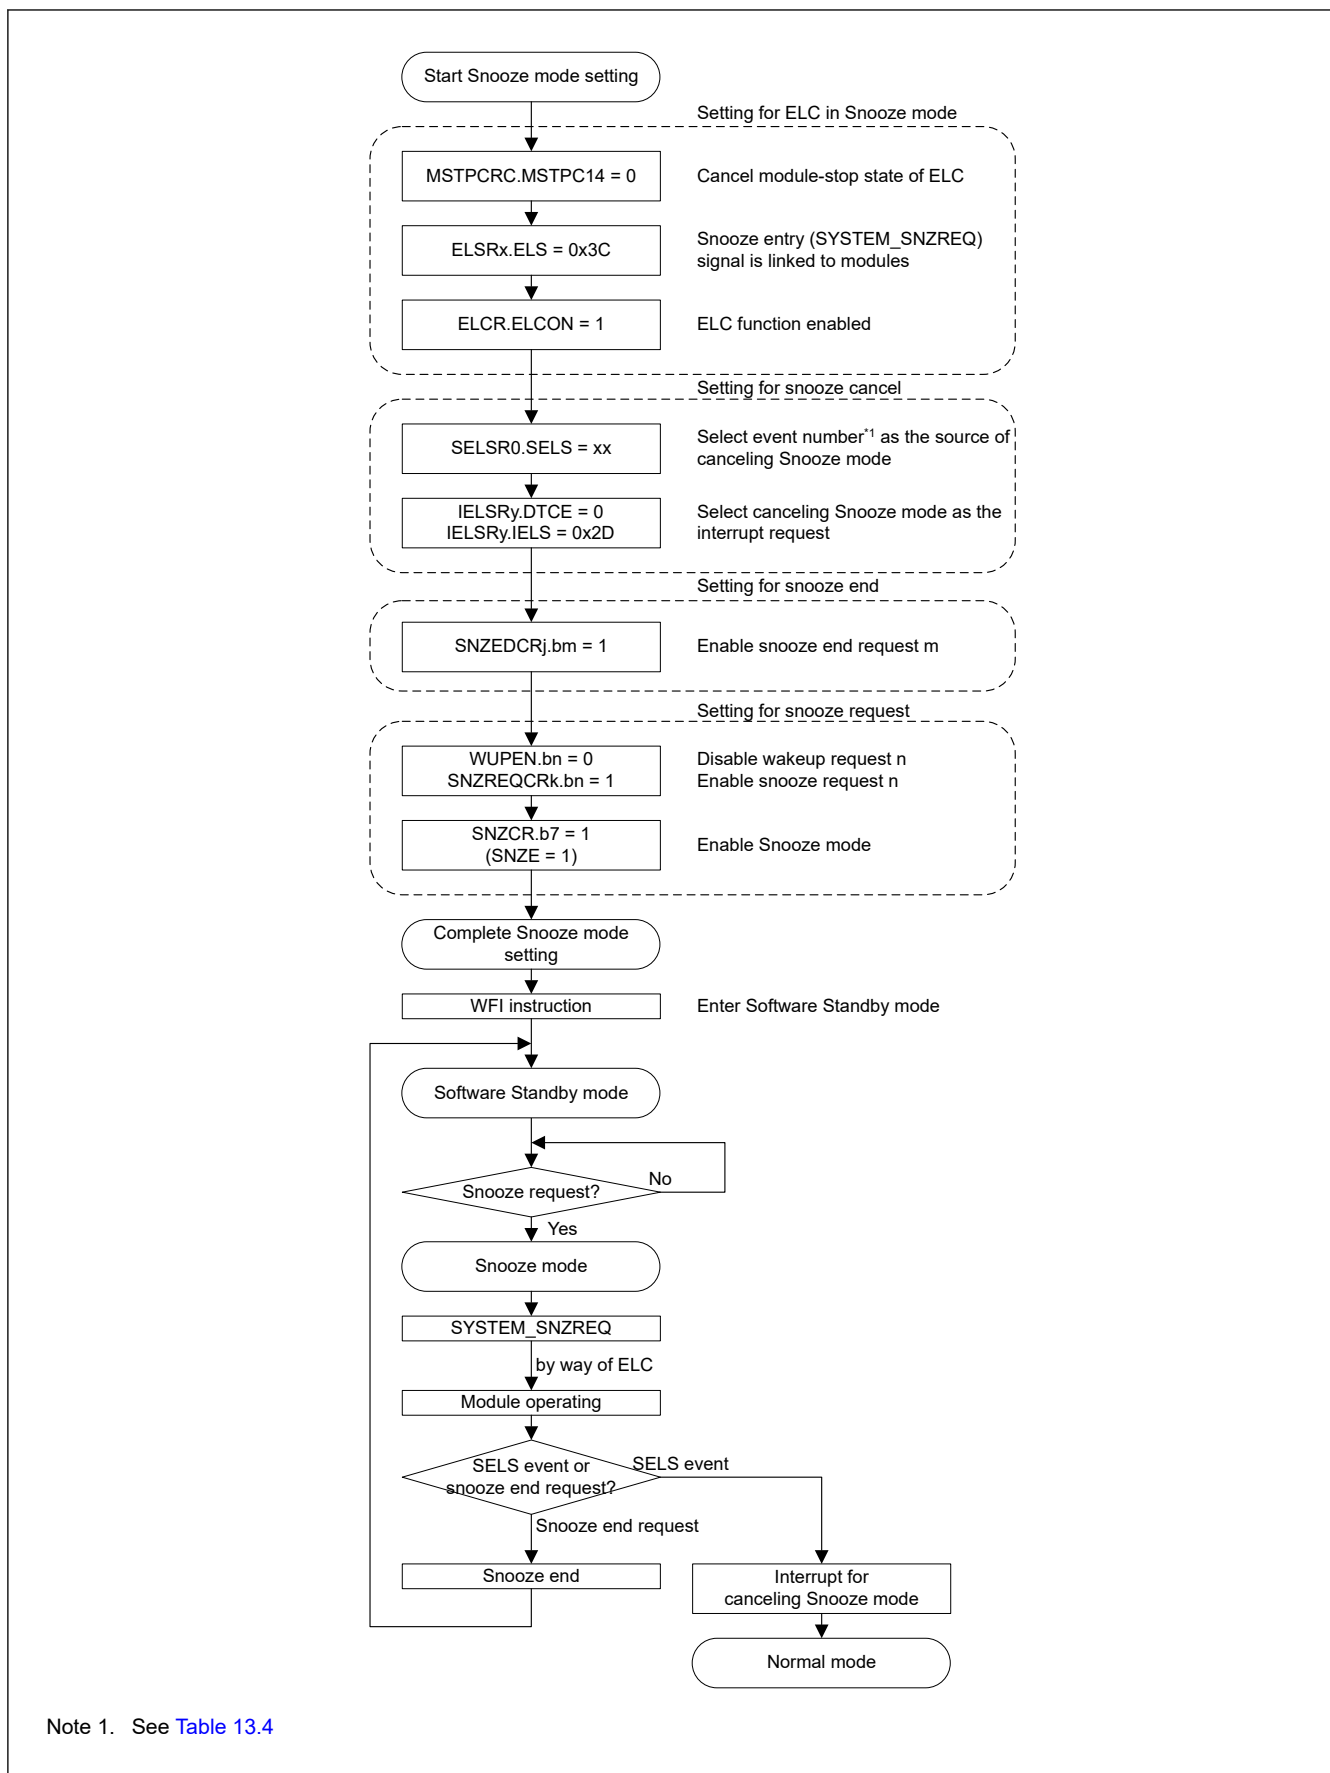 Start Snooze mode setting
Setting for ELC in Snooze mode
MSTPCRC.MSTPC14 = 0
Cancel module-stop state of ELC
ELSRx.ELS = 0x3C
Snooze entry (SYSTEM_SNZREQ)
signal is linked to modules
ELCR.ELCON = 1
ELC function enabled
Setting for snooze cancel
SELSR0.SELS = xx
Select event number*1 as the source of
canceling Snooze mode
IELSRy.DTCE = 0
IELSRy.IELS = 0x2D
Select canceling Snooze mode as the
interrupt request
Setting for snooze end
SNZEDCRj.bm = 1
Enable snooze end request m
Setting for snooze request
WUPEN.bn = 0
SNZREQCRk.bn = 1
Disable wakeup request n
Enable snooze request n
SNZCR.b7 = 1
(SNZE = 1)
Enable Snooze mode
Complete Snooze mode
setting
WFI instruction
Enter Software Standby mode
Software Standby mode
No
Snooze request?
Yes
Snooze mode
SYSTEM_SNZREQ
by way of ELC
Module operating
SELS event or
snooze end request?
SELS event
Snooze end request
Snooze end
Interrupt for
canceling Snooze mode
Normal mode
Note 1. See Table 13.4